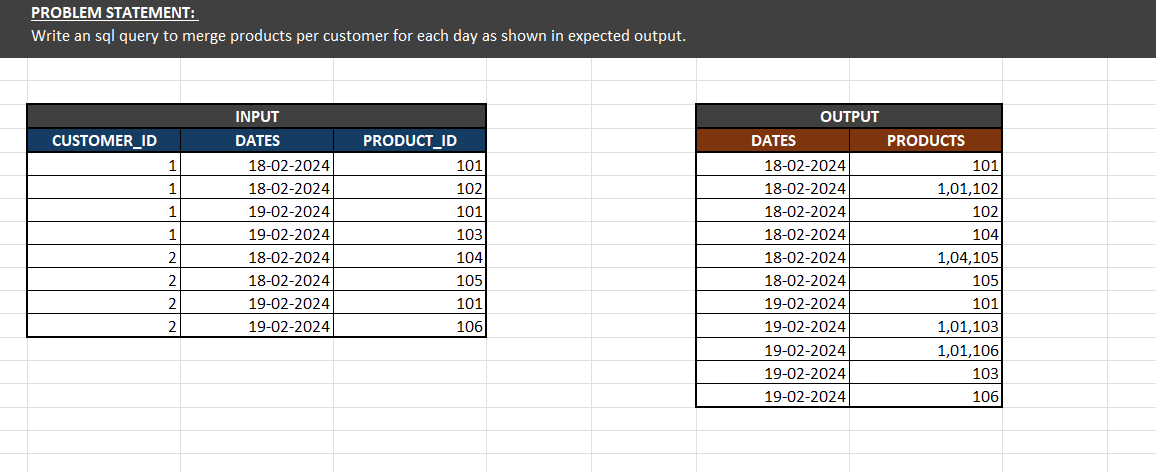 PROBLEM STATEMENT:
Write an sql query to merge products per customer for each day as shown in expected output.
INPUT
CUSTOMER_ID DATES PRODUCT_ID
1 18-02-2024 101
1 18-02-2024 102
1 19-02-2024 101
1 19-02-2024 103
2 18-02-2024 104
2 18-02-2024 105
2 19-02-2024 101
2 19-02-2024 106
OUTPUT
DATES PRODUCTS
18-02-2024 101
18-02-2024 1,01,102
18-02-2024 102
18-02-2024 104
18-02-2024 1,04,105
18-02-2024 105
19-02-2024 101
19-02-2024 1,01,103
19-02-2024 1,01,106
19-02-2024 103
19-02-2024 106